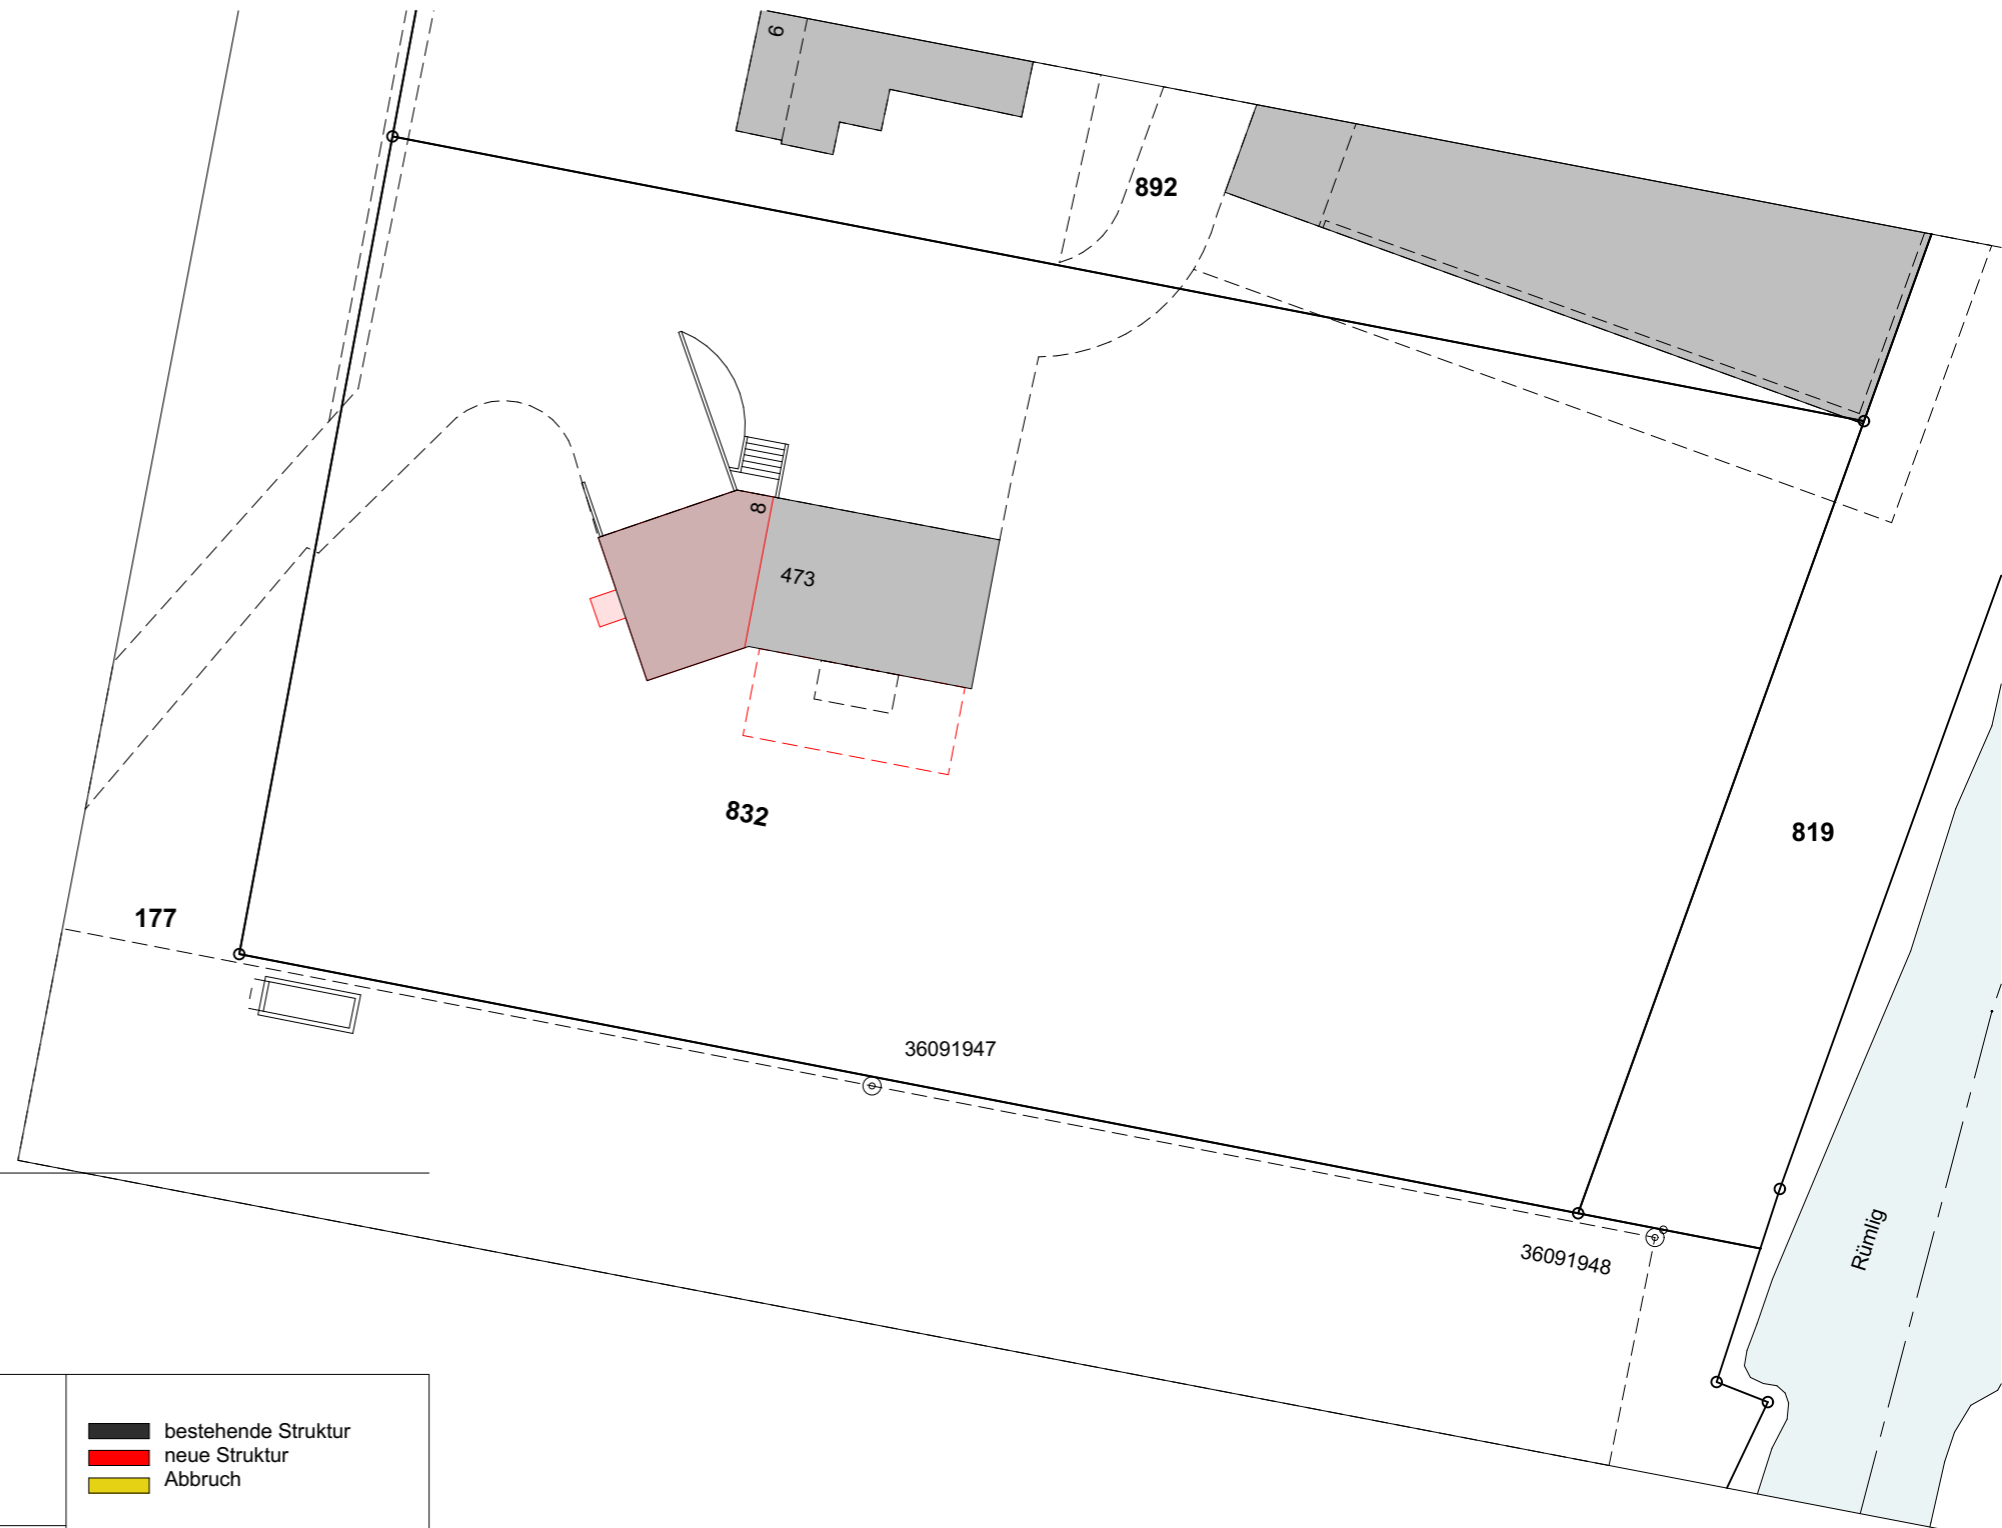 6
892
8
473
832
819
177
36091947
36091948
Rümlig
bestehende Struktur
neue Struktur
Abbruch